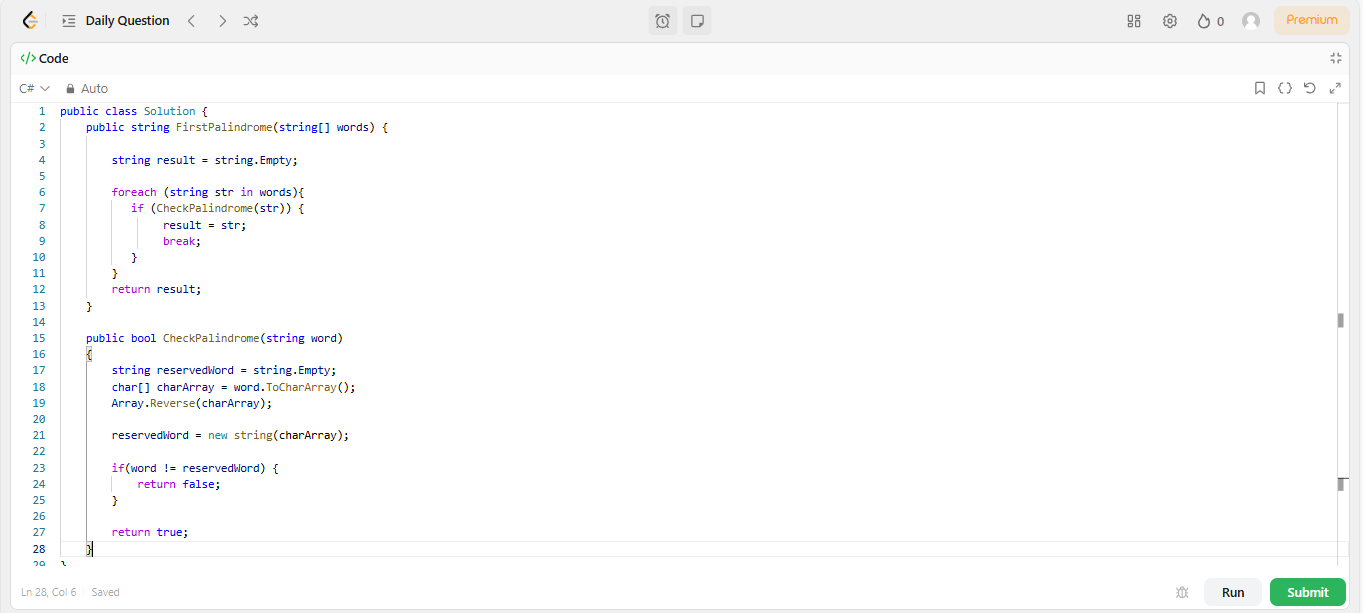 Daily Question 0 Premium
</> Code
C# Auto
1 public class Solution {
2 public string FirstPalindrome(string[] words) {
3
4 string result = string.Empty;
5
6 foreach (string str in words){
7 if (CheckPalindrome(str)) {
8 result = str;
9 break;
10 }
11 }
12 return result;
13 }
14
15 public bool CheckPalindrome(string word)
16 {
17 string reservedWord = string.Empty;
18 char[] charArray = word.ToCharArray();
19 Array.Reverse(charArray);
20
21 reservedWord = new string(charArray);
22
23 if(word != reservedWord) {
24 return false;
25 }
26
27 return true;
28 }
29 }
Ln 28, Col 6 Saved Run Submit